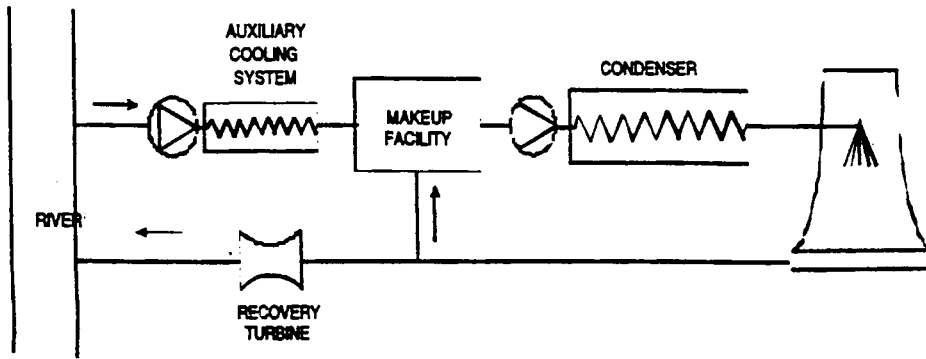 AUXILIARY
COOLING
SYSTEM
CONDENSER
MAKEUP
FACILITY
RIVER
RECOVERY
TURBINE